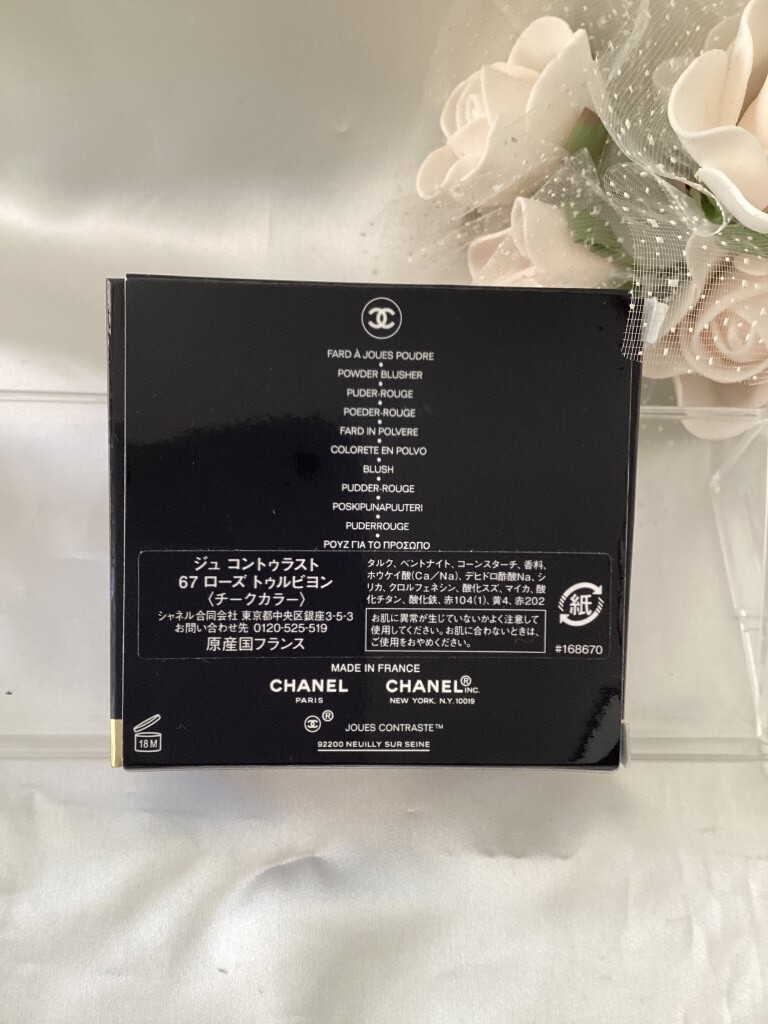 FARD À JOUES POUDRE
POWDER BLUSHER
PUDER-ROUGE
POEDER-ROUGE
FARD IN POLVERE
COLORETE EN POLVO
BLUSH
PUDDER-ROUGE
POSKIPUNAPUUTERI
PUDERROUGE
ΡΟΥΖ ΓΙΑ ΤΟ ΠΡΟΣΩΠΟ
ジュ コントゥラスト
67 ローズ トゥルビヨン
〈チークカラー〉
シャネル合同会社 東京都中央区銀座3-5-3
お問い合わせ先 0120-525-519
原産国フランス
タルク、ベントナイト、コーンスターチ、香料、
ホウケイ酸(Ca/Na)、デヒドロ酢酸Na、シ
リカ、クロルフェネシン、酸化スズ、マイカ、酸
化チタン、酸化鉄、赤104(1)、黄4、赤202
お肌に異常が生じていないかよく注意して
使用してください。お肌に合わないときは、
ご使用をおやめください。
紙
#168670
MADE IN FRANCE
CHANEL
PARIS
CHANEL® INC.
NEW YORK, N.Y. 10019
® JOUES CONTRASTE™
92200 NEUILLY SUR SEINE
18 M